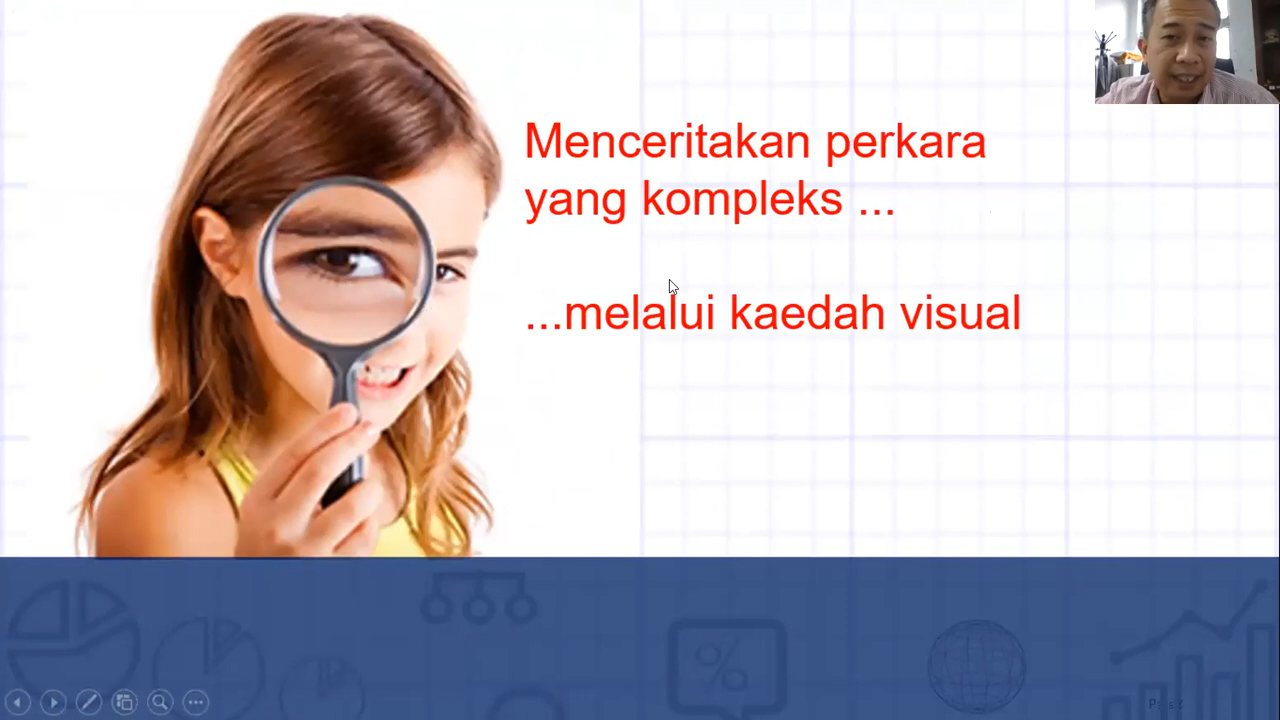 Menceritakan perkara
yang kompleks ...
...melalui kaedah visual
%